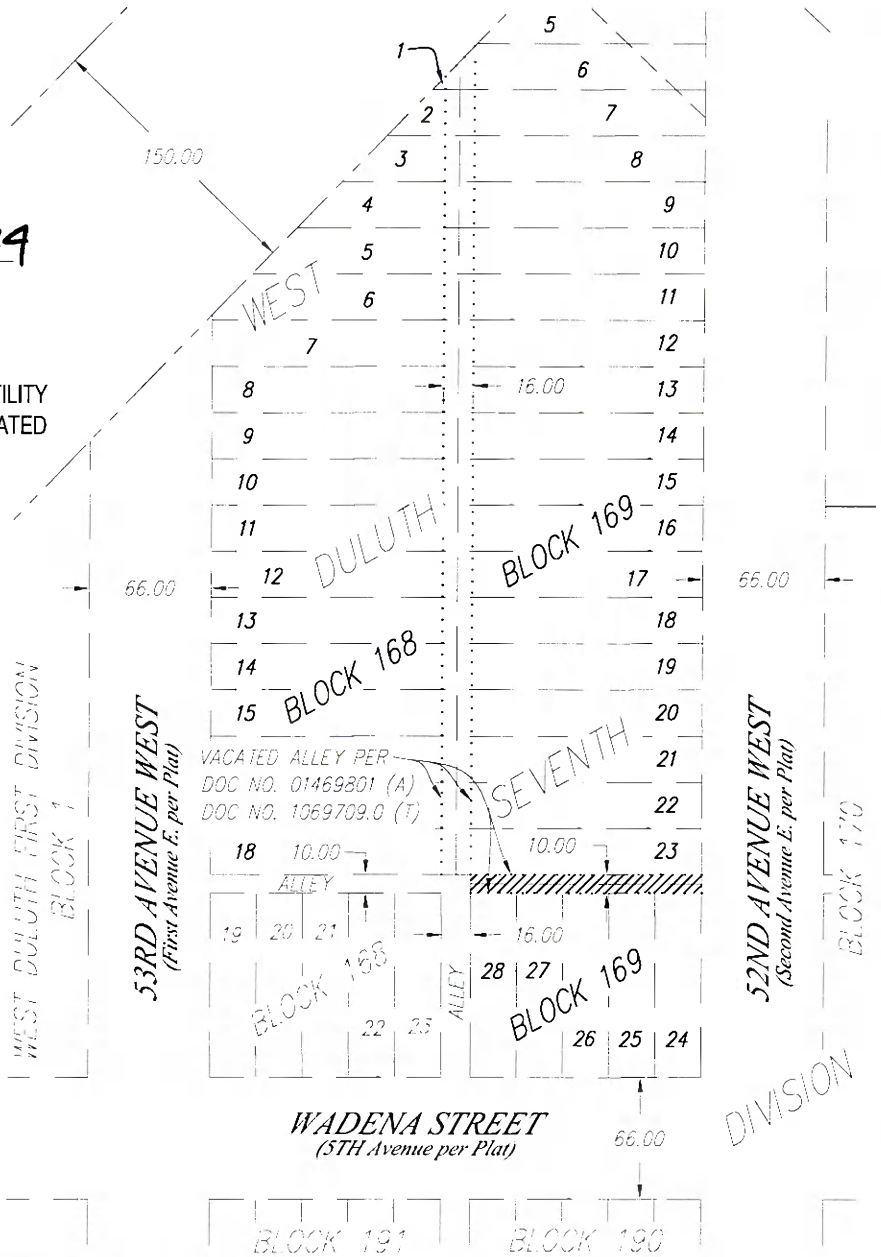 5
1
6
2
7
150.00
3
8
4
9
24
5
10
WEST
6
11
7
12
8
16.00
13
TILITY
ATED
9
14
10
15
11
16
DULUTH
BLOCK 169
12
17
66.00
66.00
13
18
14
19
BLOCK 168
15
20
VACATED ALLEY PER
DOC NO. 01469801 (A)
DOC NO. 1069709.0 (T)
SEVENTH
21
22
18
10.00
10.00
23
ALLEY
WEST DULUTH FIRST DIVISION
BLOCK 1
53RD AVENUE WEST
(First Avenue E. per Plat)
52ND AVENUE WEST
(Second Avenue E. per Plat)
BLOCK 170
19
20
21
16.00
BLOCK 168
28
27
BLOCK 169
ALLEY
22
23
26
25
24
WADENA STREET
(5TH Avenue per Plat)
66.00
DIVISION
BLOCK 191
BLOCK 190